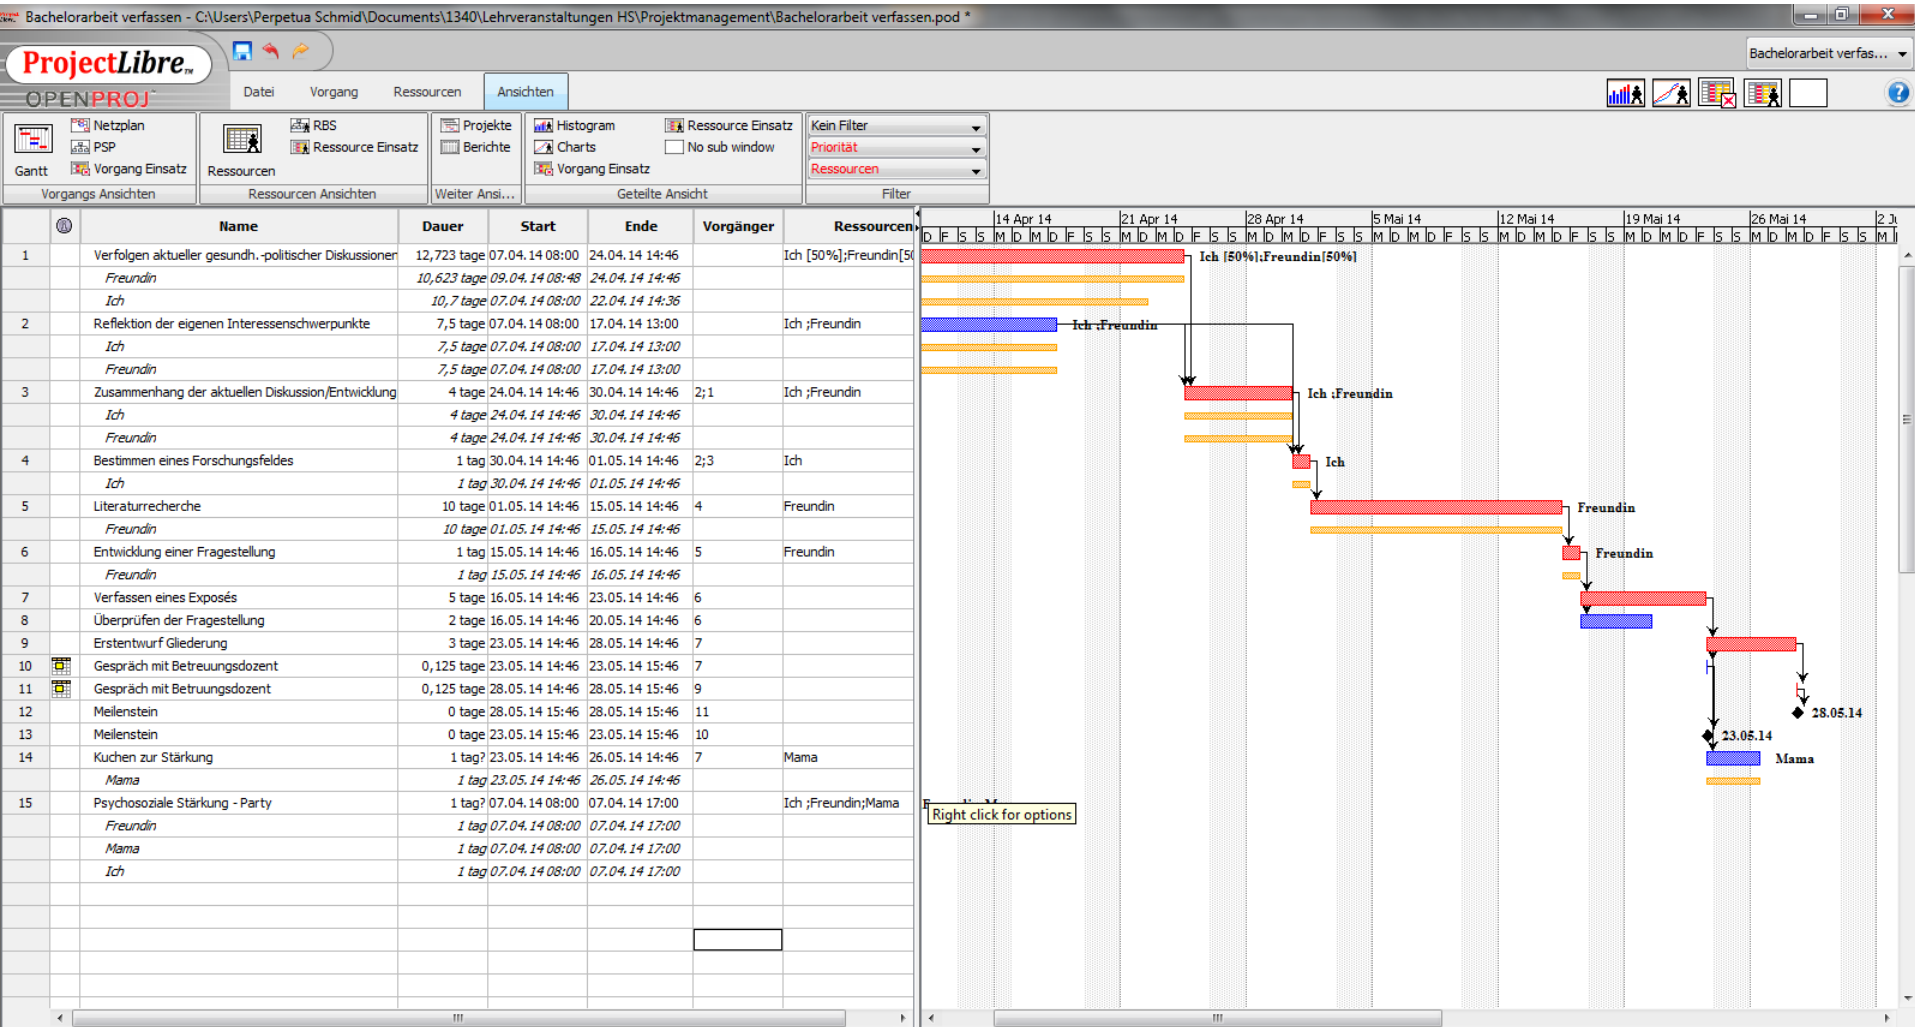 Bachelorarbeit verfassen - C:\Users\Perpetua Schmid\Documents\1340\Lehrveranstaltungen HS\Projektmanagement\Bachelorarbeit verfassen.pod *
ProjectLibre™
OPENPROJ
Bachelorarbeit verfas...
Datei Vorgang Ressourcen Ansichten
Gantt
Netzplan
PSP
Vorgang Einsatz
Vorgangs Ansichten
Ressourcen
RBS
Ressource Einsatz
Ressourcen Ansichten
Projekte
Berichte
Weiter Ansi...
Histogram
Charts
Vorgang Einsatz
Ressource Einsatz
No sub window
Geteilte Ansicht
Kein Filter
Priorität
Ressourcen
Filter
Name Dauer Start Ende Vorgänger Ressourcen
1 Verfolgen aktueller gesundh.-politischer Diskussionen 12,723 tage 07.04.14 08:00 24.04.14 14:46 Ich [50%];Freundin[50
Freundin 10,623 tage 09.04.14 08:48 24.04.14 14:46
Ich 10,7 tage 07.04.14 08:00 22.04.14 14:36
2 Reflektion der eigenen Interessenschwerpunkte 7,5 tage 07.04.14 08:00 17.04.14 13:00 Ich ;Freundin
Ich 7,5 tage 07.04.14 08:00 17.04.14 13:00
Freundin 7,5 tage 07.04.14 08:00 17.04.14 13:00
3 Zusammenhang der aktuellen Diskussion/Entwicklung 4 tage 24.04.14 14:46 30.04.14 14:46 2;1 Ich ;Freundin
Ich 4 tage 24.04.14 14:46 30.04.14 14:46
Freundin 4 tage 24.04.14 14:46 30.04.14 14:46
4 Bestimmen eines Forschungsfeldes 1 tag 30.04.14 14:46 01.05.14 14:46 2;3 Ich
Ich 1 tag 30.04.14 14:46 01.05.14 14:46
5 Literaturrecherche 10 tage 01.05.14 14:46 15.05.14 14:46 4 Freundin
Freundin 10 tage 01.05.14 14:46 15.05.14 14:46
6 Entwicklung einer Fragestellung 1 tag 15.05.14 14:46 16.05.14 14:46 5 Freundin
Freundin 1 tag 15.05.14 14:46 16.05.14 14:46
7 Verfassen eines Exposés 5 tage 16.05.14 14:46 23.05.14 14:46 6
8 Überprüfen der Fragestellung 2 tage 16.05.14 14:46 20.05.14 14:46 6
9 Erstentwurf Gliederung 3 tage 23.05.14 14:46 28.05.14 14:46 7
10 Gespräch mit Betreuungsdozent 0,125 tage 23.05.14 14:46 23.05.14 15:46 7
11 Gespräch mit Betruungsdozent 0,125 tage 28.05.14 14:46 28.05.14 15:46 9
12 Meilenstein 0 tage 28.05.14 15:46 28.05.14 15:46 11
13 Meilenstein 0 tage 23.05.14 15:46 23.05.14 15:46 10
14 Kuchen zur Stärkung 1 tag? 23.05.14 14:46 26.05.14 14:46 7 Mama
Mama 1 tag 23.05.14 14:46 26.05.14 14:46
15 Psychosoziale Stärkung - Party 1 tag? 07.04.14 08:00 07.04.14 17:00 Ich ;Freundin;Mama
Freundin 1 tag 07.04.14 08:00 07.04.14 17:00
Mama 1 tag 07.04.14 08:00 07.04.14 17:00
Ich 1 tag 07.04.14 08:00 07.04.14 17:00
14 Apr 14 21 Apr 14 28 Apr 14 5 Mai 14 12 Mai 14 19 Mai 14 26 Mai 14 2 Ju
D F S S M D M D F S S M D M D F S S M D M D F S S M D M D F S S M D M D F S S M D M D F S S M D M D F S S M
Ich [50%];Freundin[50%]
Ich ;Freundin
Ich ;Freundin
Ich
Freundin
Freundin
28.05.14
23.05.14
Mama
Right click for options